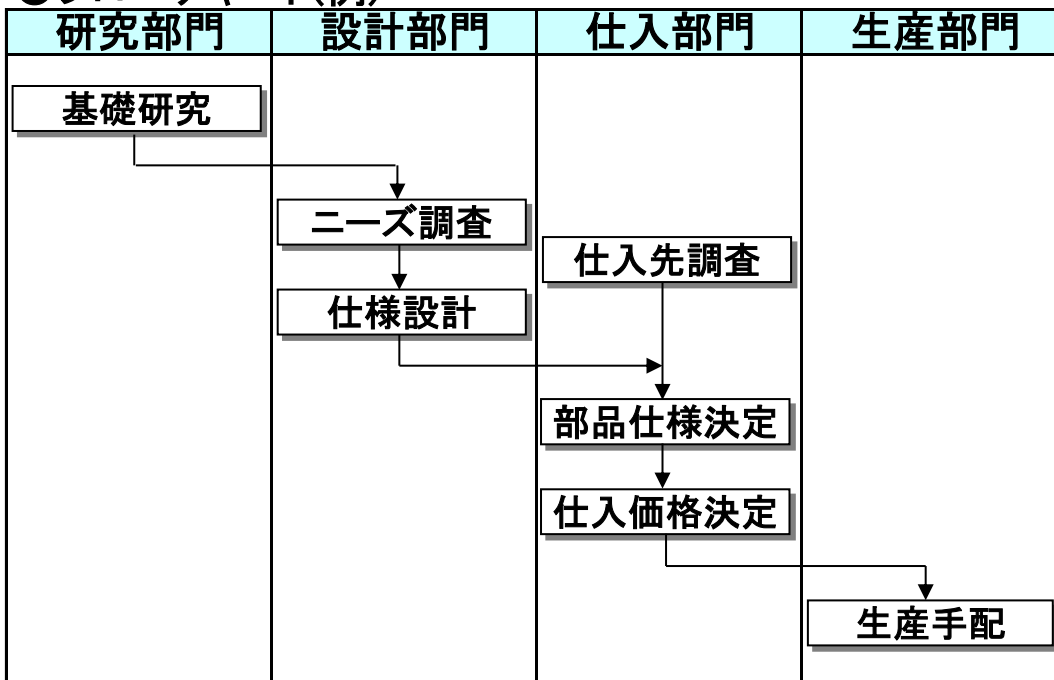 研究部門 設計部門 仕入部門 生産部門
基礎研究
ニーズ調査
仕入先調査
仕様設計
部品仕様決定
仕入価格決定
生産手配